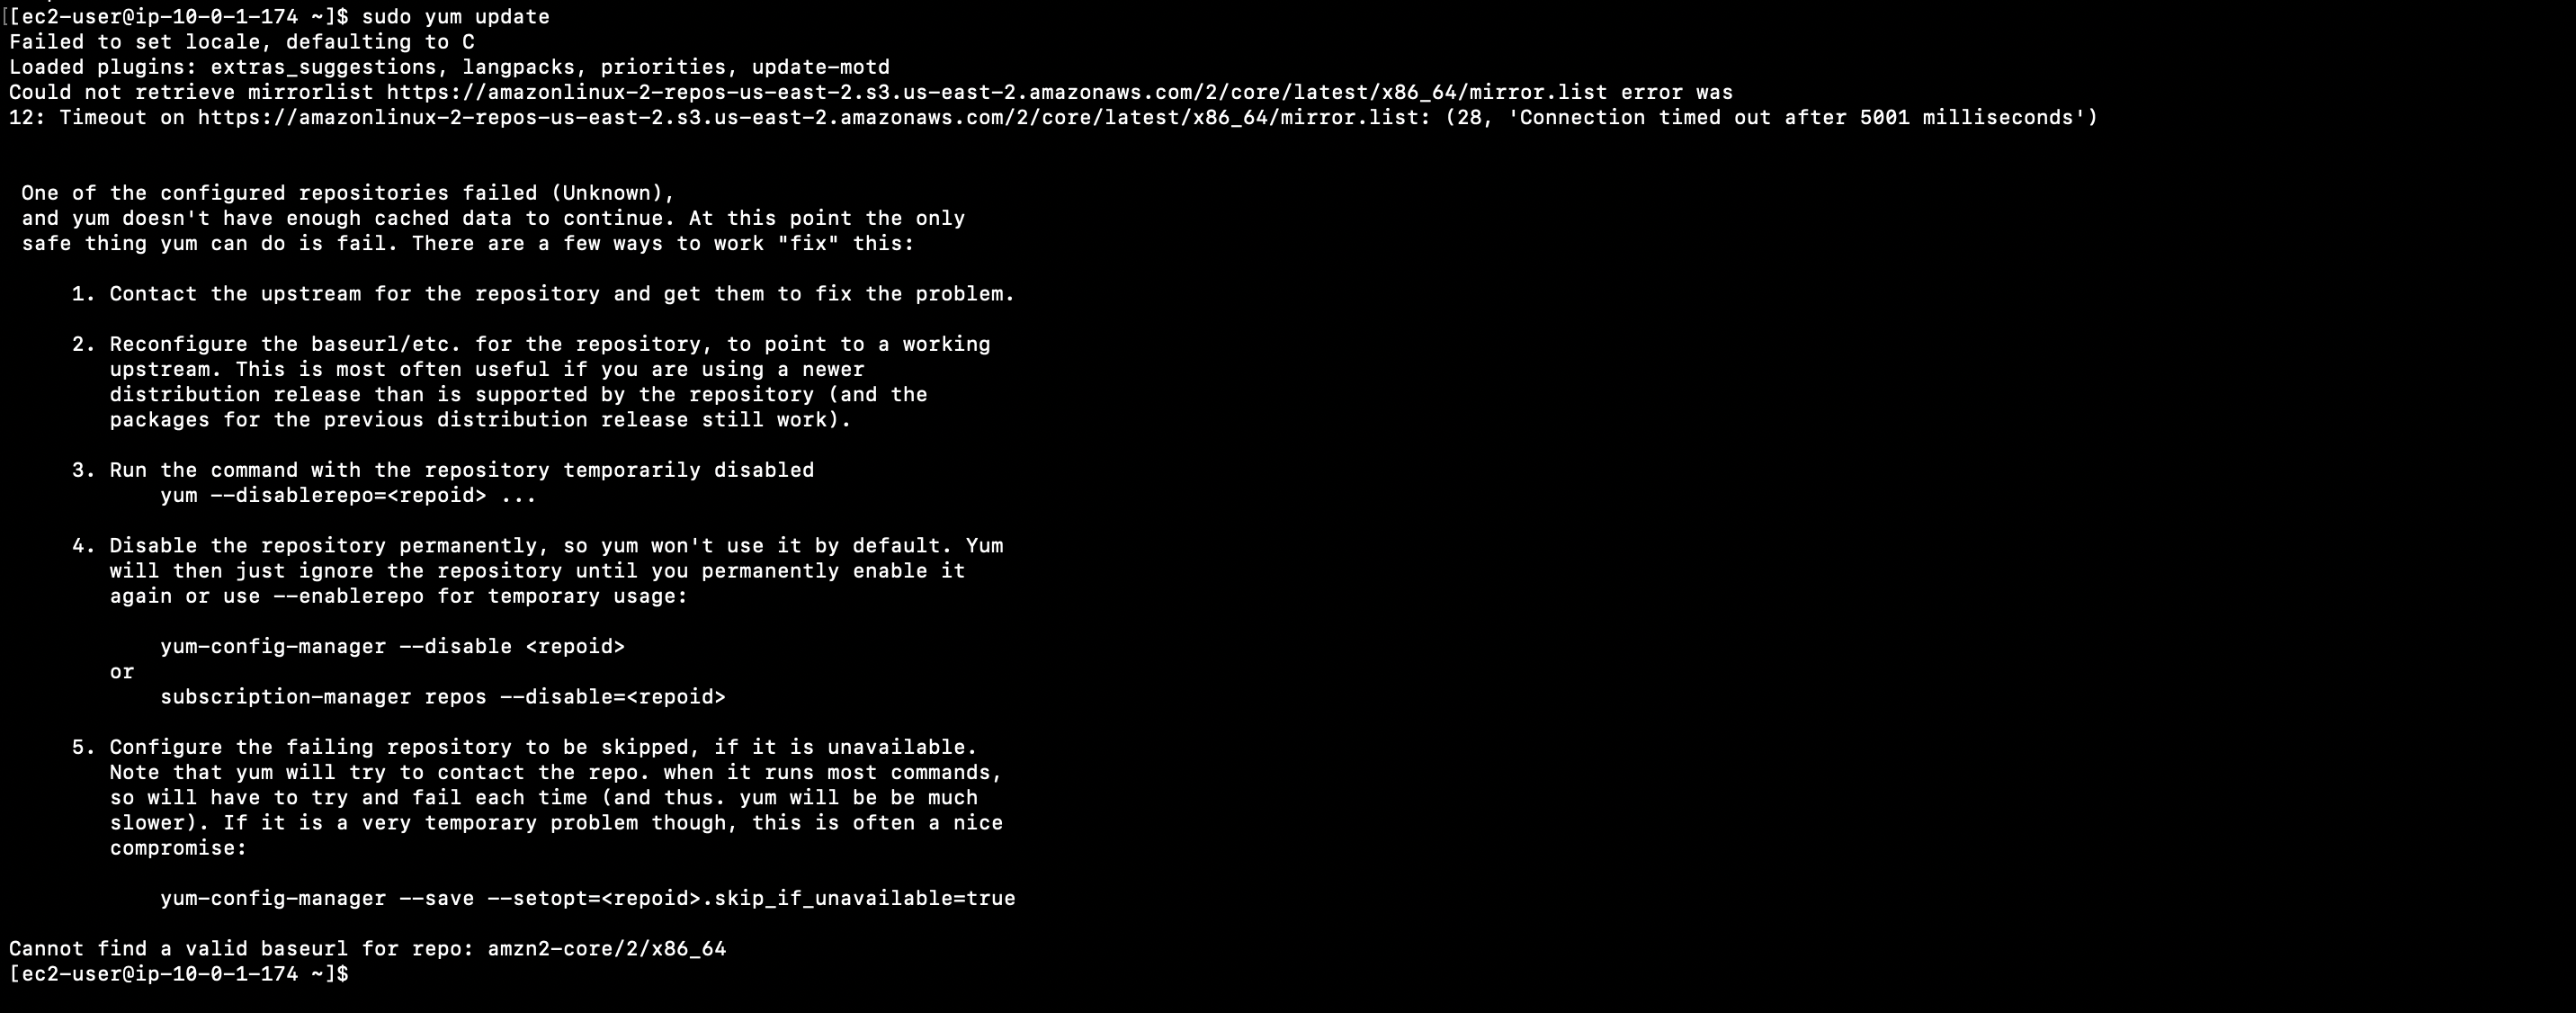 [[ec2-user@ip-10-0-1-174 ~]$ sudo yum update
Failed to set locale, defaulting to C
Loaded plugins: extras_suggestions, langpacks, priorities, update-motd
Could not retrieve mirrorlist https://amazonlinux-2-repos-us-east-2.s3.us-east-2.amazonaws.com/2/core/latest/x86_64/mirror.list error was
12: Timeout on https://amazonlinux-2-repos-us-east-2.s3.us-east-2.amazonaws.com/2/core/latest/x86_64/mirror.list: (28, 'Connection timed out after 5001 milliseconds')
One of the configured repositories failed (Unknown),
and yum doesn't have enough cached data to continue. At this point the only
safe thing yum can do is fail. There are a few ways to work "fix" this:
1. Contact the upstream for the repository and get them to fix the problem.
2. Reconfigure the baseurl/etc. for the repository, to point to a working
upstream. This is most often useful if you are using a newer
distribution release than is supported by the repository (and the
packages for the previous distribution release still work).
3. Run the command with the repository temporarily disabled
yum --disablerepo=<repoid> ...
4. Disable the repository permanently, so yum won't use it by default. Yum
will then just ignore the repository until you permanently enable it
again or use --enablerepo for temporary usage:
yum-config-manager --disable <repoid>
or
subscription-manager repos --disable=<repoid>
5. Configure the failing repository to be skipped, if it is unavailable.
Note that yum will try to contact the repo. when it runs most commands,
so will have to try and fail each time (and thus. yum will be be much
slower). If it is a very temporary problem though, this is often a nice
compromise:
yum-config-manager --save --setopt=<repoid>.skip_if_unavailable=true
Cannot find a valid baseurl for repo: amzn2-core/2/x86_64
[ec2-user@ip-10-0-1-174 ~]$